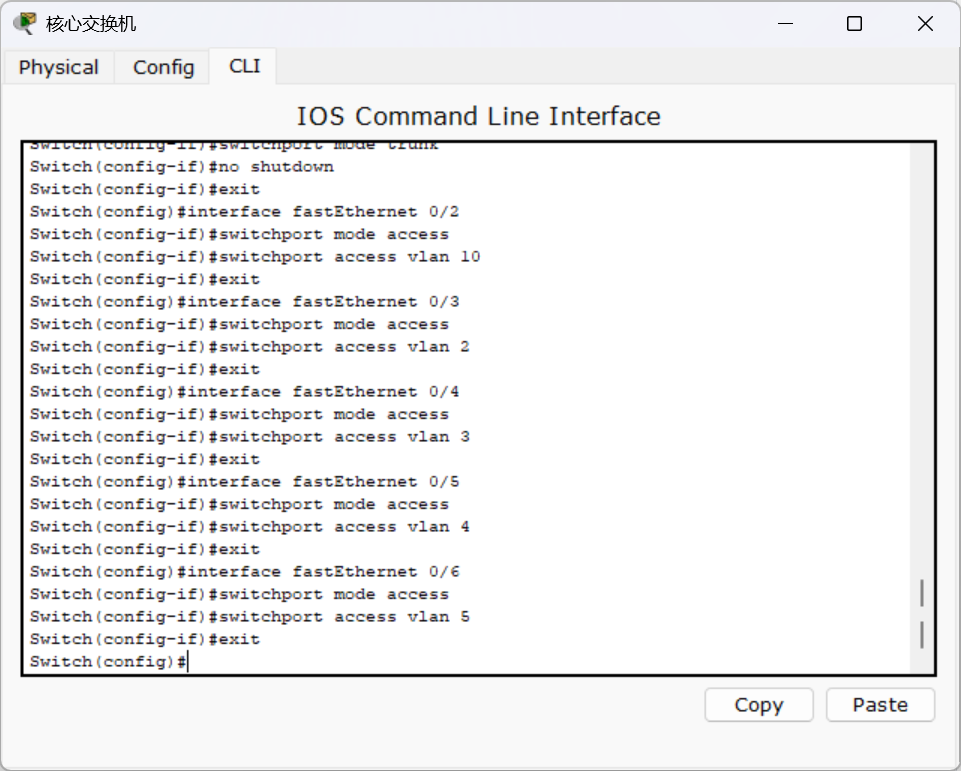 核心交换机
Physical Config CLI
IOS Command Line Interface
Switch(config-if)#switchport mode trunk
Switch(config-if)#no shutdown
Switch(config-if)#exit
Switch(config)#interface fastEthernet 0/2
Switch(config-if)#switchport mode access
Switch(config-if)#switchport access vlan 10
Switch(config-if)#exit
Switch(config)#interface fastEthernet 0/3
Switch(config-if)#switchport mode access
Switch(config-if)#switchport access vlan 2
Switch(config-if)#exit
Switch(config)#interface fastEthernet 0/4
Switch(config-if)#switchport mode access
Switch(config-if)#switchport access vlan 3
Switch(config-if)#exit
Switch(config)#interface fastEthernet 0/5
Switch(config-if)#switchport mode access
Switch(config-if)#switchport access vlan 4
Switch(config-if)#exit
Switch(config)#interface fastEthernet 0/6
Switch(config-if)#switchport mode access
Switch(config-if)#switchport access vlan 5
Switch(config-if)#exit
Switch(config)#
Copy Paste